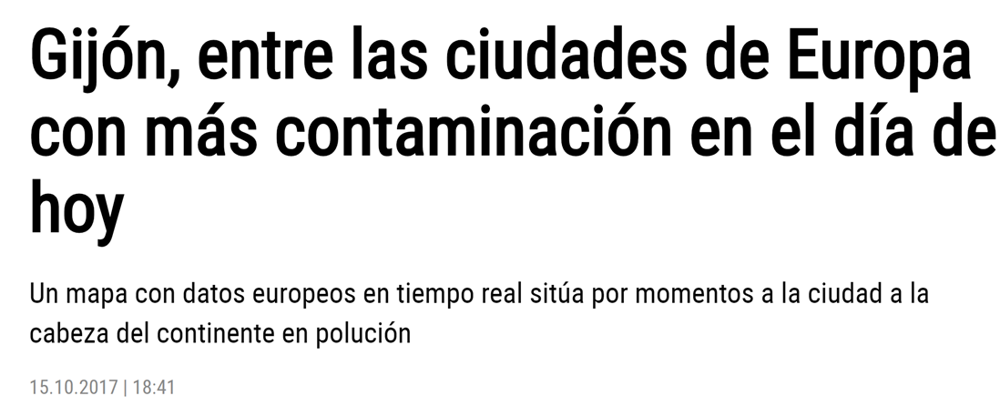 Gijón, entre las ciudades de Europa
con más contaminación en el día de
hoy
Un mapa con datos europeos en tiempo real sitúa por momentos a la ciudad a la
cabeza del continente en polución
15.10.2017 | 18:41